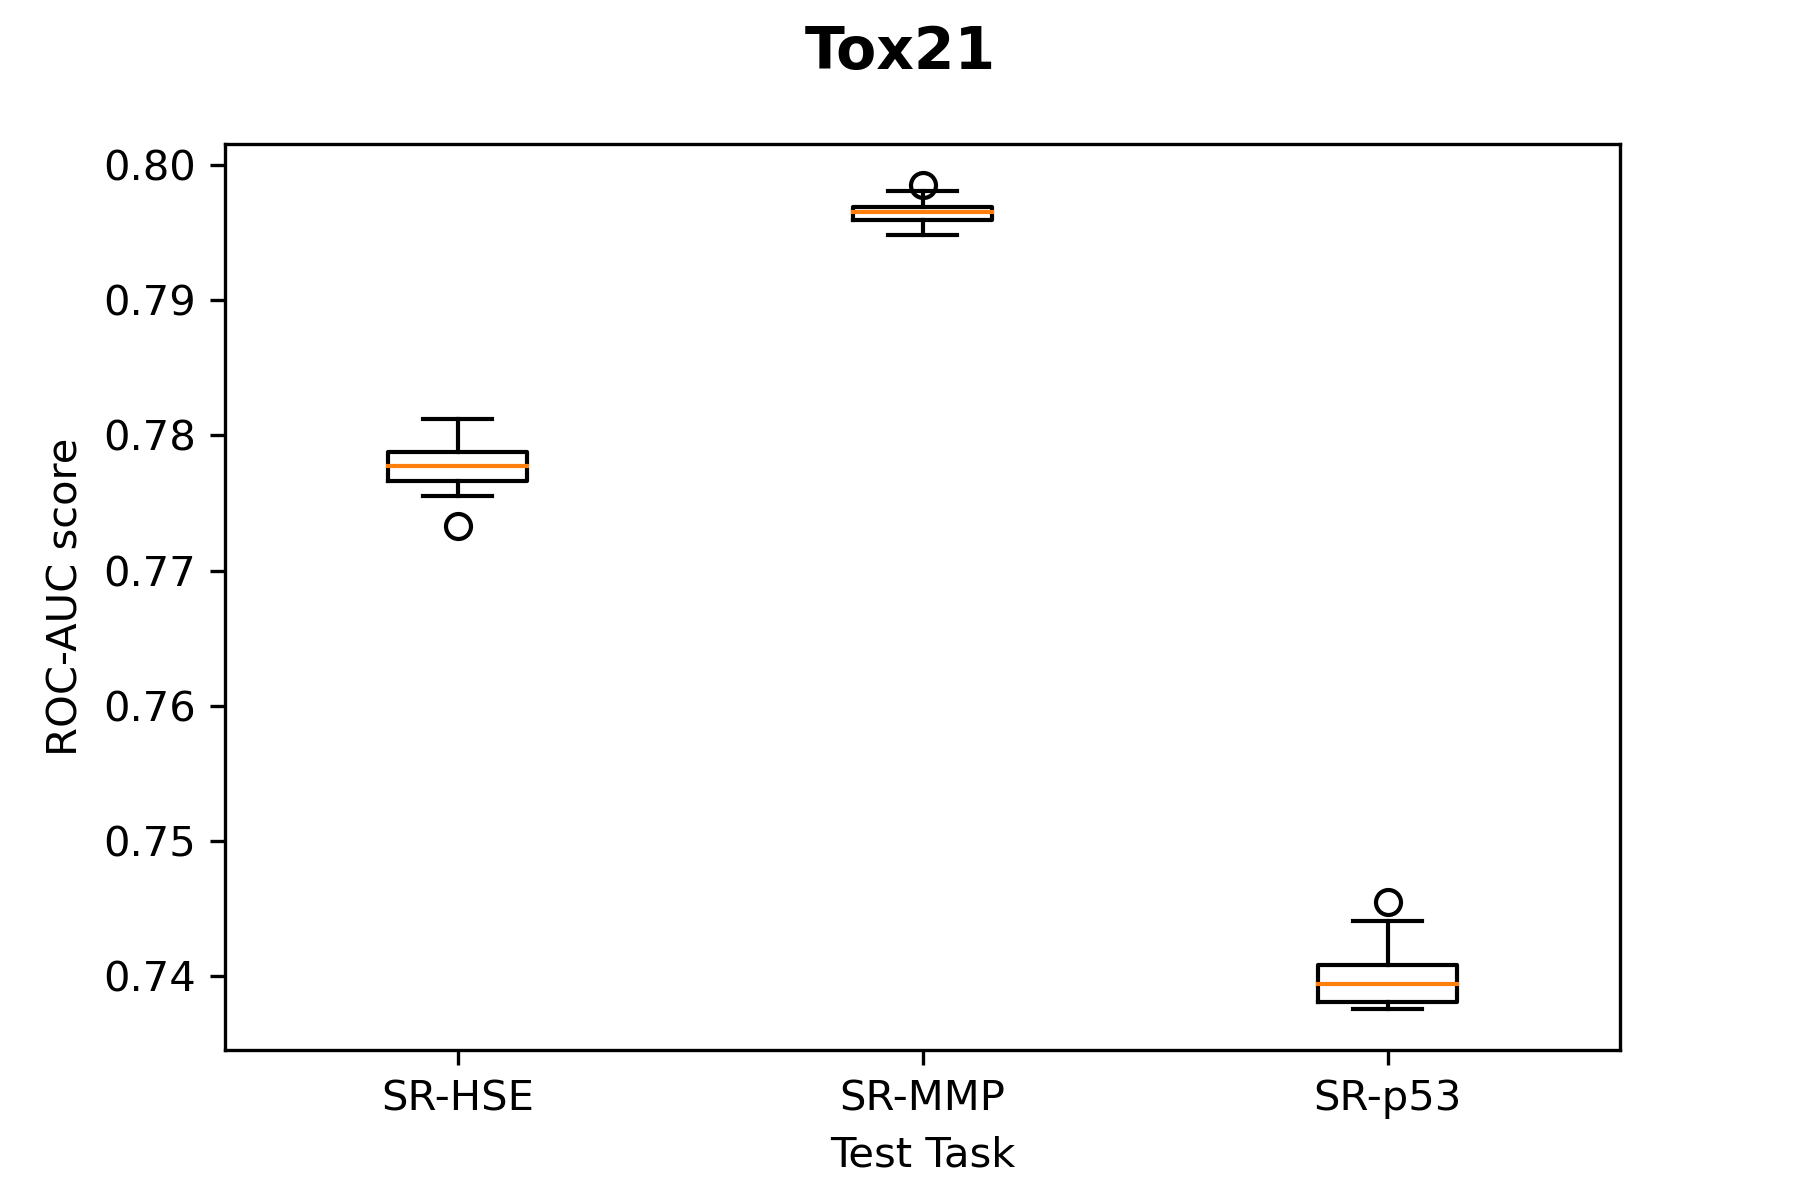 Tox21
0.80
0.79
0.78
0.77
0.76
0.75
0.74
ROC-AUC score
SR-HSE
SR-MMP
SR-p53
Test Task